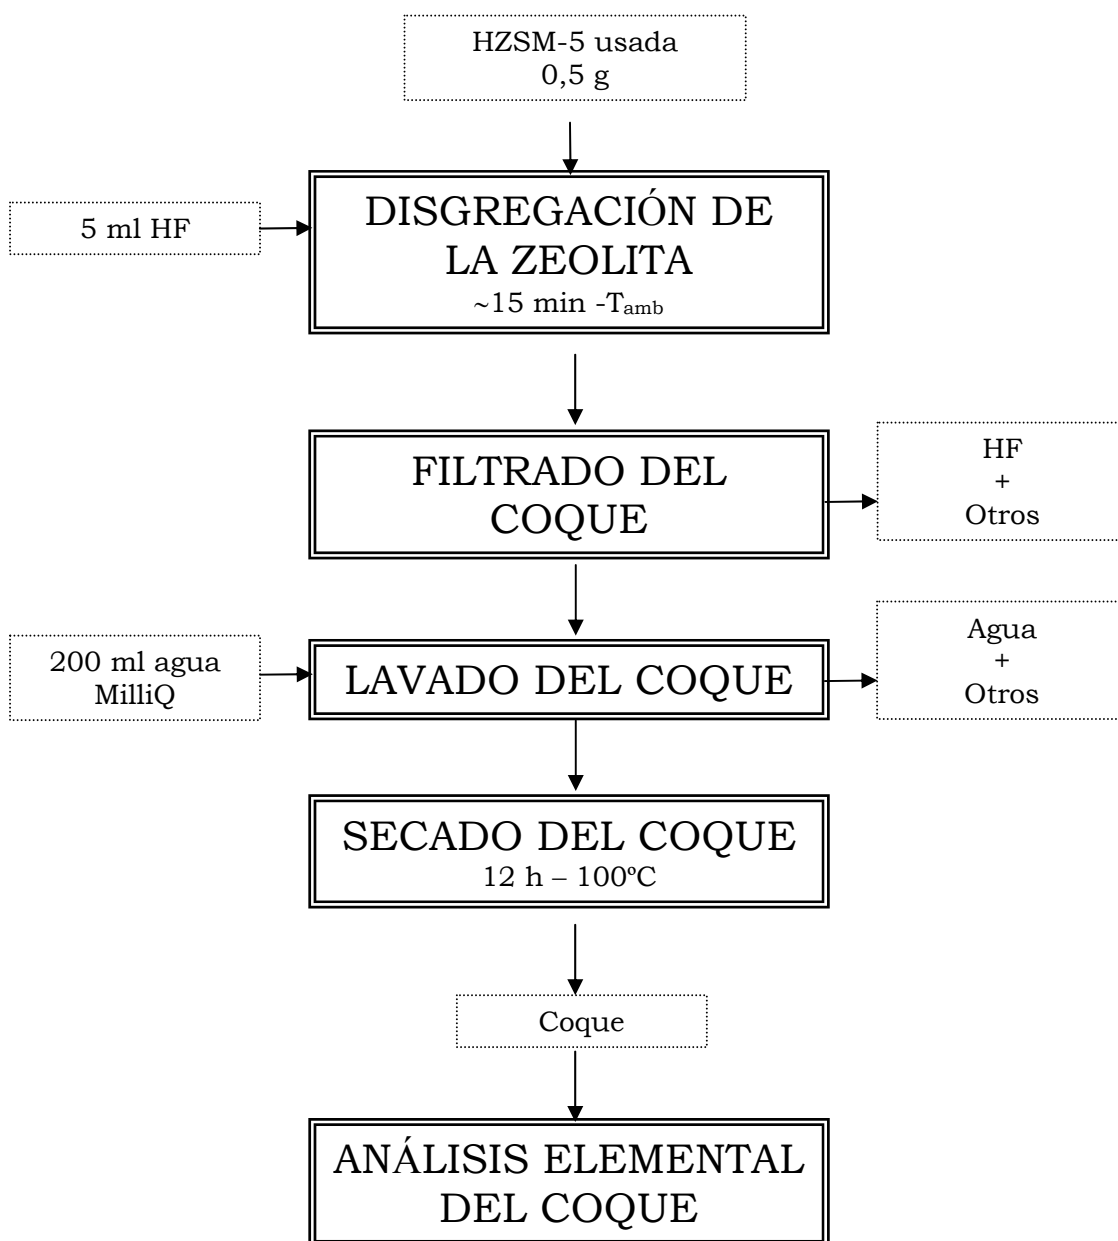 HZSM-5 usada
0,5 g
5 ml HF
DISGREGACIÓN DE
LA ZEOLITA
~15 min -Tamb
FILTRADO DEL
COQUE
HF
+
Otros
200 ml agua
MilliQ
LAVADO DEL COQUE
Agua
+
Otros
SECADO DEL COQUE
12 h – 100ºC
Coque
ANÁLISIS ELEMENTAL
DEL COQUE